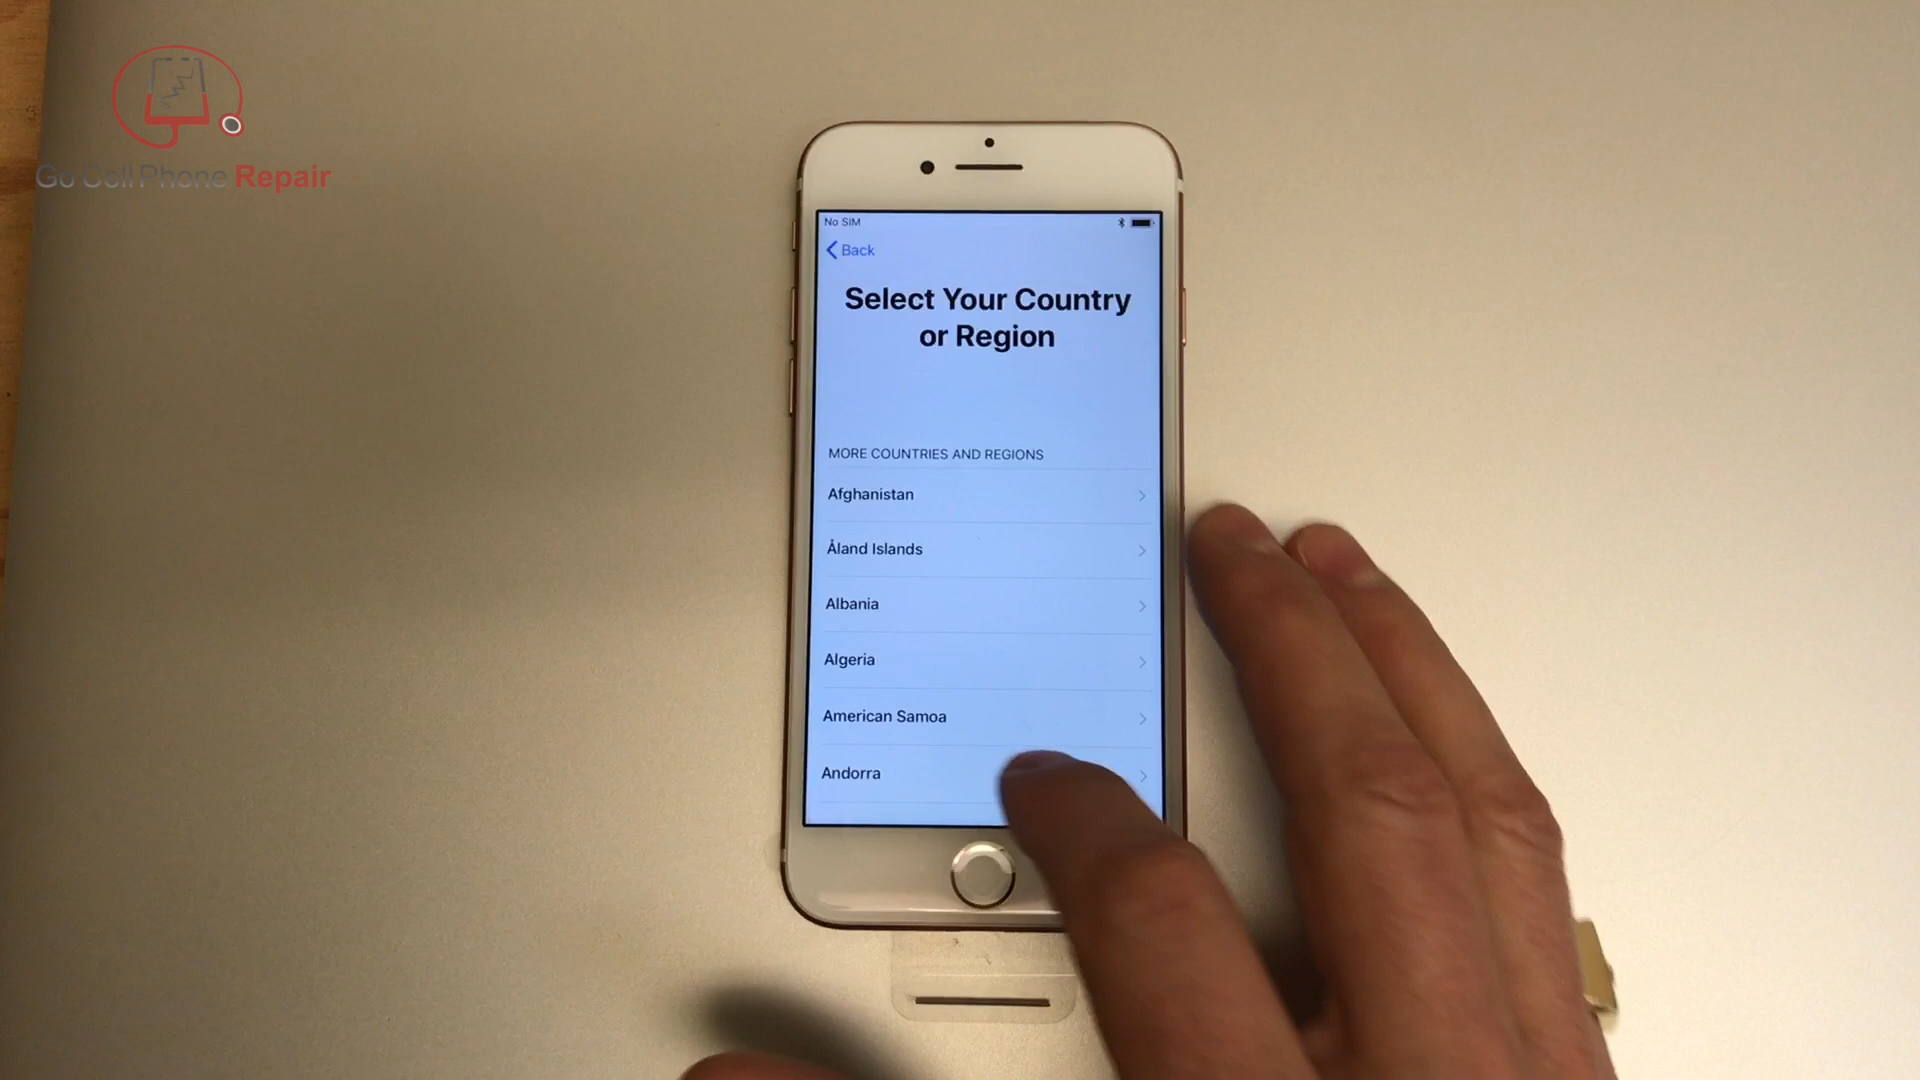 Go Cell Phone Repair
No SIM
Back
Select Your Country
or Region
MORE COUNTRIES AND REGIONS
Afghanistan
Åland Islands
Albania
Algeria
American Samoa
Andorra